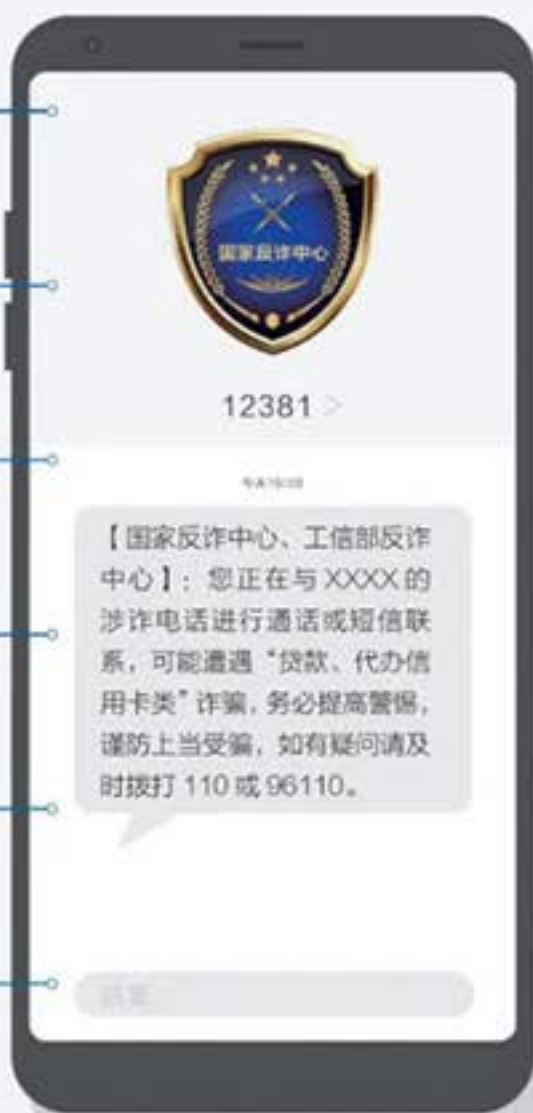 国家反诈中心
12381 >
【国家反诈中心、工信部反诈
中心】：您正在与 XXXX 的
涉诈电话进行通话或短信联
系，可能遭遇“贷款、代办信
用卡类”诈骗，务必提高警惕，
谨防上当受骗，如有疑问请及
时拨打 110 或 96110。